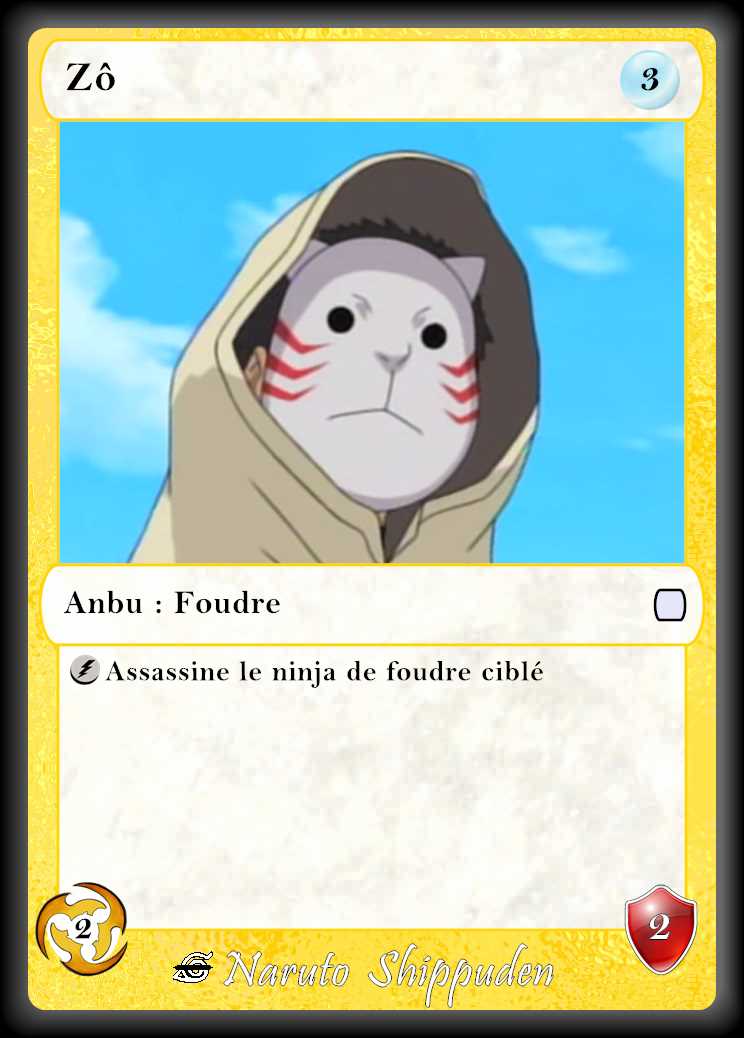 Zô
3
Anbu : Foudre
Assassine le ninja de foudre ciblé
2
2
Naruto Shippuden